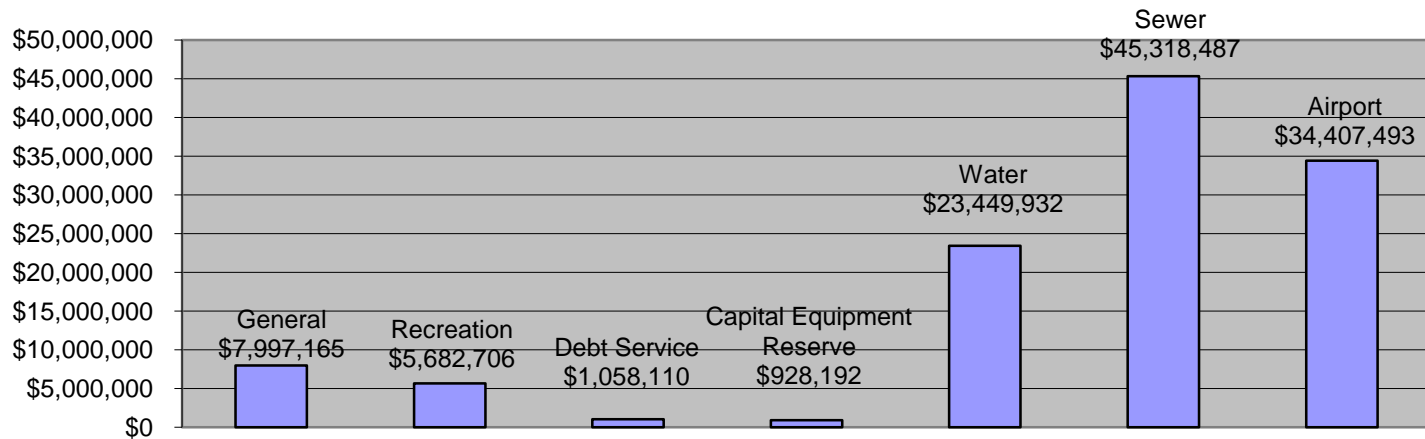 $50,000,000
$45,000,000
$40,000,000
$35,000,000
$30,000,000
$25,000,000
$20,000,000
$15,000,000
$10,000,000
$5,000,000
$0
General
$7,997,165
Recreation
$5,682,706
Debt Service
$1,058,110
Capital Equipment
Reserve
$928,192
Water
$23,449,932
Sewer
$45,318,487
Airport
$34,407,493